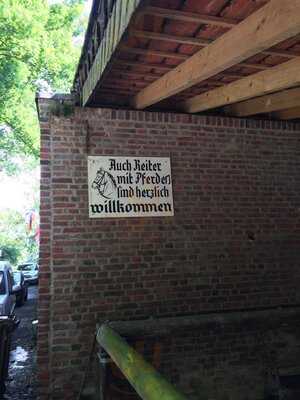 Auch Reiter
mit Pferden
sind herzlich
willkommen